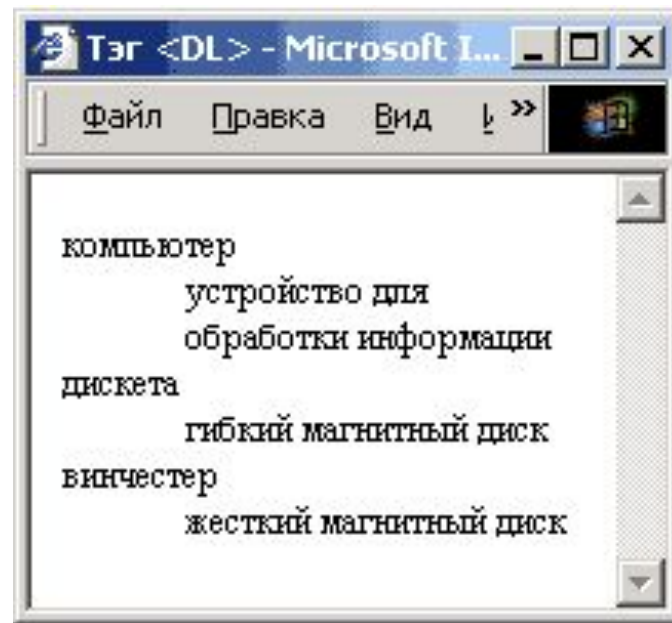 Тэг <DL> - Microsoft I...
Файл Правка Вид »
компьютер
устройство для
обработки информации
дискета
гибкий магнитный диск
винчестер
жесткий магнитный диск